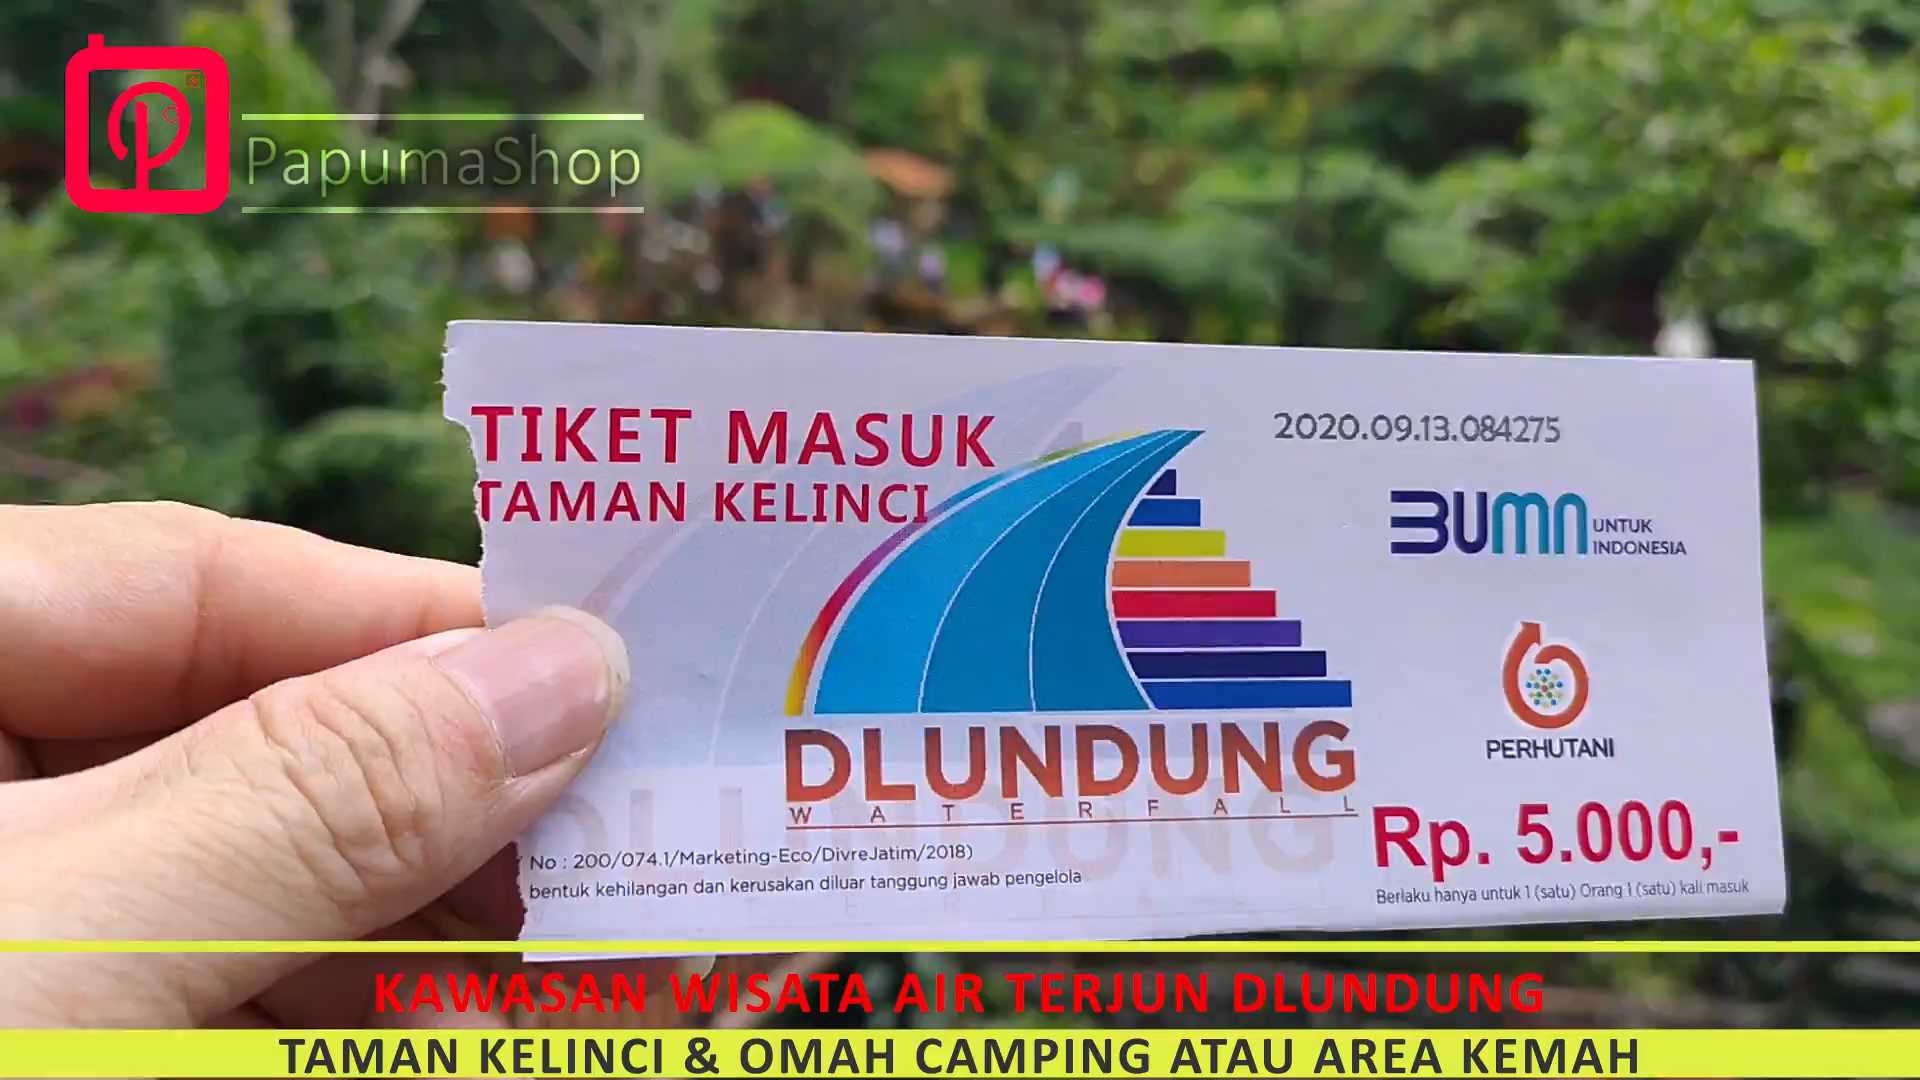 PapumaShop
TIKET MASUK
TAMAN KELINCI
2020.09.13.084275
BUMN UNTUK INDONESIA
PERHUTANI
DLUNDUNG
WATERFALL
Rp. 5.000,-
Berlaku hanya untuk 1 (satu) Orang 1 (satu) kali masuk
No : 200/074.1/Marketing-Eco/DivreJatim/2018)
bentuk kehilangan dan kerusakan diluar tanggung jawab pengelola
KAWASAN WISATA AIR TERJUN DLUNDUNG
TAMAN KELINCI & OMAH CAMPING ATAU AREA KEMAH